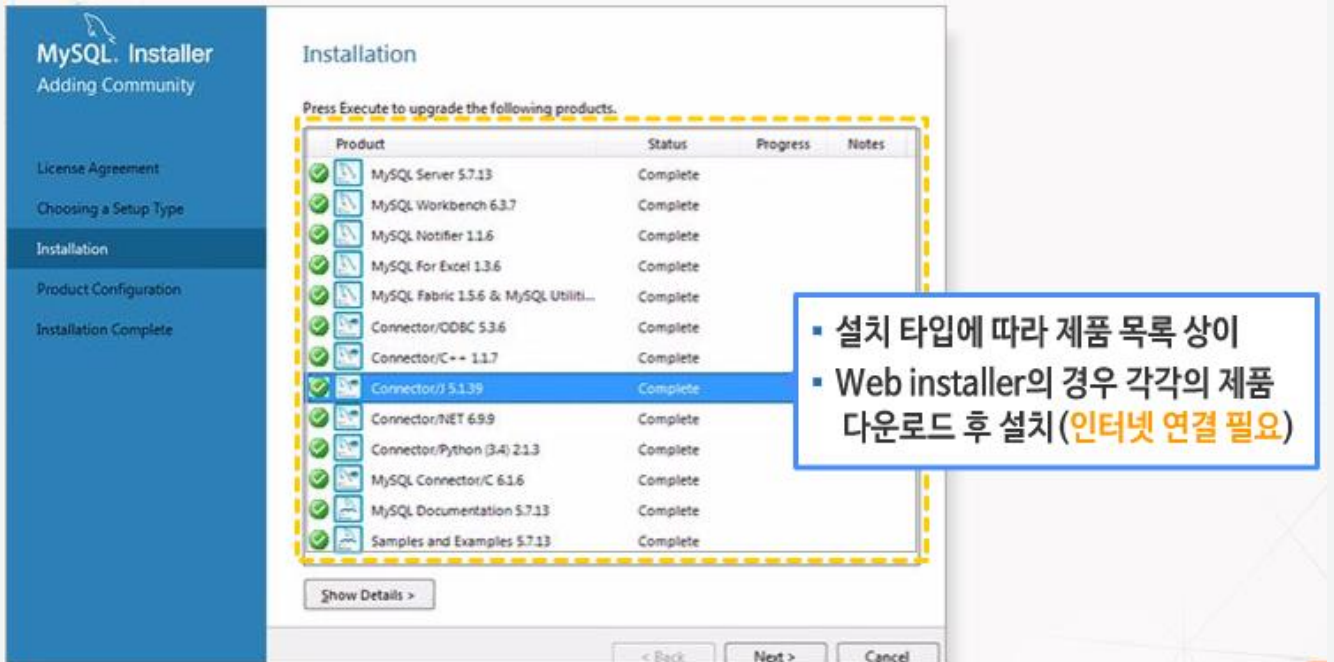 MySQL. Installer
Adding Community
License Agreement
Choosing a Setup Type
Installation
Product Configuration
Installation Complete
Installation
Press Execute to upgrade the following products.
Product Status Progress Notes
MySQL Server 5.7.13 Complete
MySQL Workbench 6.3.7 Complete
MySQL Notifier 1.1.6 Complete
MySQL For Excel 1.3.6 Complete
MySQL Fabric 1.5.6 & MySQL Utiliti... Complete
Connector/ODBC 5.3.6 Complete
Connector/C++ 1.1.7 Complete
Connector/J 5.1.39 Complete
Connector/NET 6.9.9 Complete
Connector/Python (3.4) 2.1.3 Complete
MySQL Connector/C 6.1.6 Complete
MySQL Documentation 5.7.13 Complete
Samples and Examples 5.7.13 Complete
▪ 설치 타입에 따라 제품 목록 상이
▪ Web installer의 경우 각각의 제품
다운로드 후 설치(인터넷 연결 필요)
Show Details >
< Back Next > Cancel